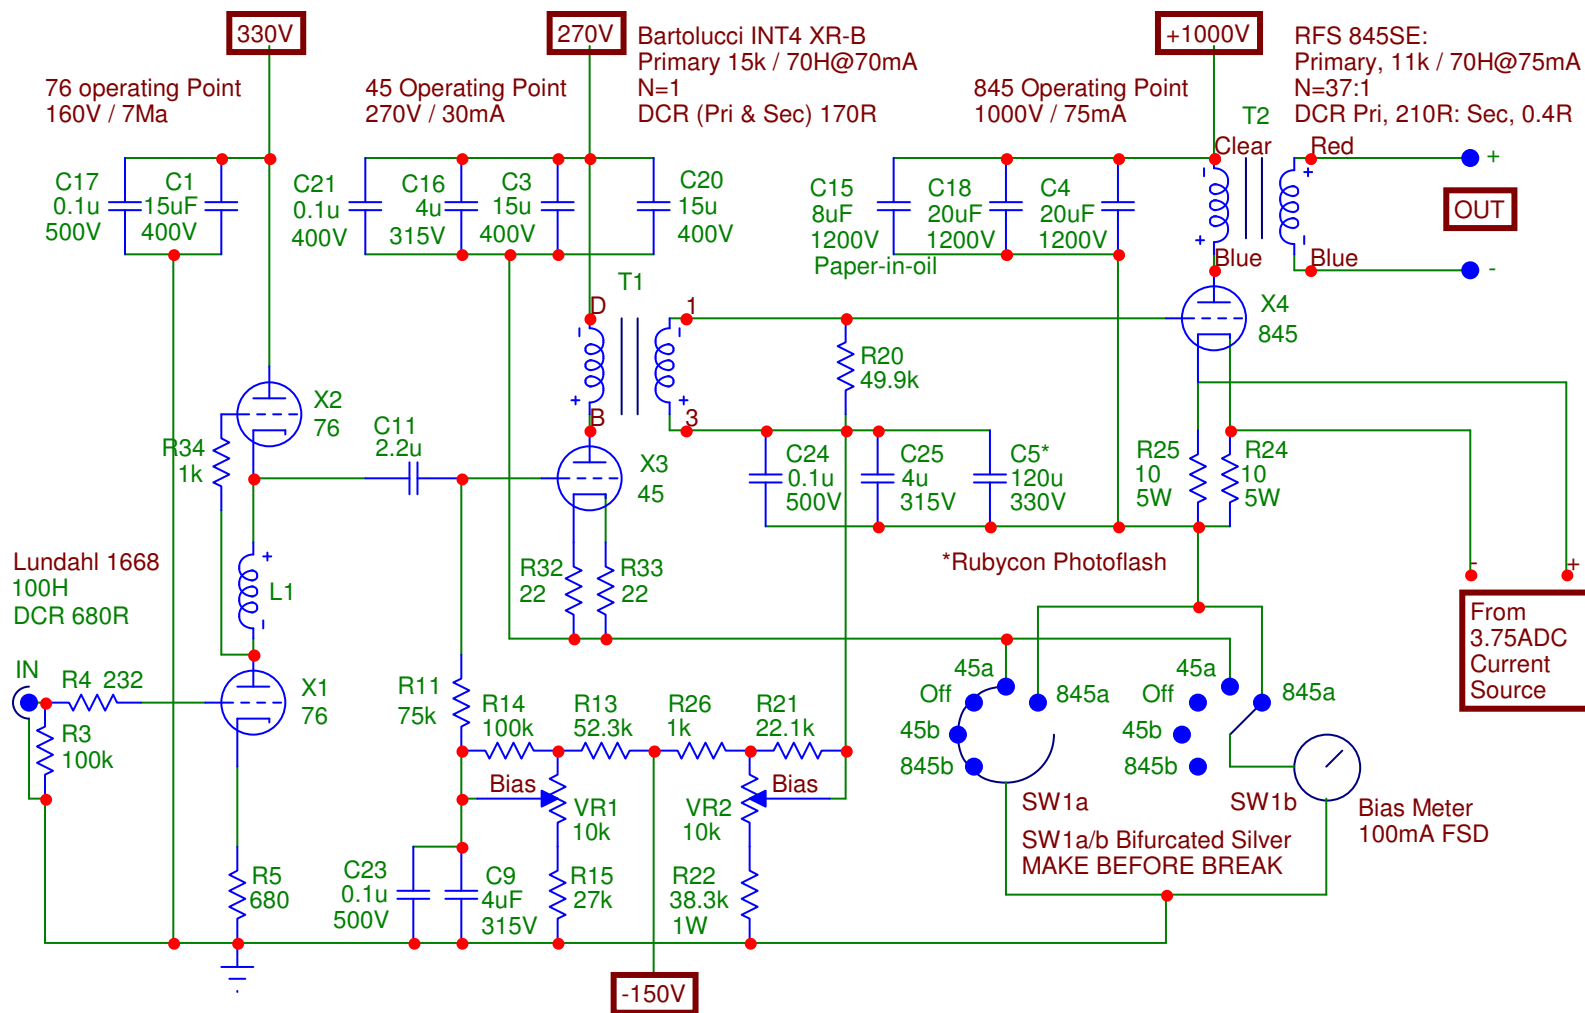 330V
270V
Bartolucci INT4 XR-B
Primary 15k / 70H@70mA
N=1
DCR (Pri & Sec) 170R
+1000V
RFS 845SE:
Primary, 11k / 70H@75mA
N=37:1
DCR Pri, 210R: Sec, 0.4R
76 operating Point
160V / 7Ma
45 Operating Point
270V / 30mA
845 Operating Point
1000V / 75mA
T2
Clear
Red
C17
0.1u
500V
C1
15uF
400V
C21
0.1u
400V
C16
4u
315V
C3
15u
400V
C20
15u
400V
C15
8uF
1200V
Paper-in-oil
C18
20uF
1200V
C4
20uF
1200V
-
+
+
-
+
OUT
Blue
Blue
-
T1
D
1
-
+
-
+
B
3
X4
845
R20
49.9k
X2
76
R34
1k
C11
2.2u
X3
45
C24
0.1u
500V
C25
4u
315V
C5*
120u
330V
R25
10
5W
R24
10
5W
*Rubycon Photoflash
Lundahl 1668
100H
DCR 680R
+
L1
-
R32
22
R33
22
-
+
From
3.75ADC
Current
Source
IN
R4 232
R3
100k
X1
76
R11
75k
R14
100k
R13
52.3k
R26
1k
R21
22.1k
45a
Off
845a
45b
845b
45a
Off
845a
45b
845b
Bias
VR1
10k
Bias
VR2
10k
SW1a
SW1b
Bias Meter
100mA FSD
SW1a/b Bifurcated Silver
MAKE BEFORE BREAK
R5
680
C23
0.1u
500V
C9
4uF
315V
R15
27k
R22
38.3k
1W
-150V